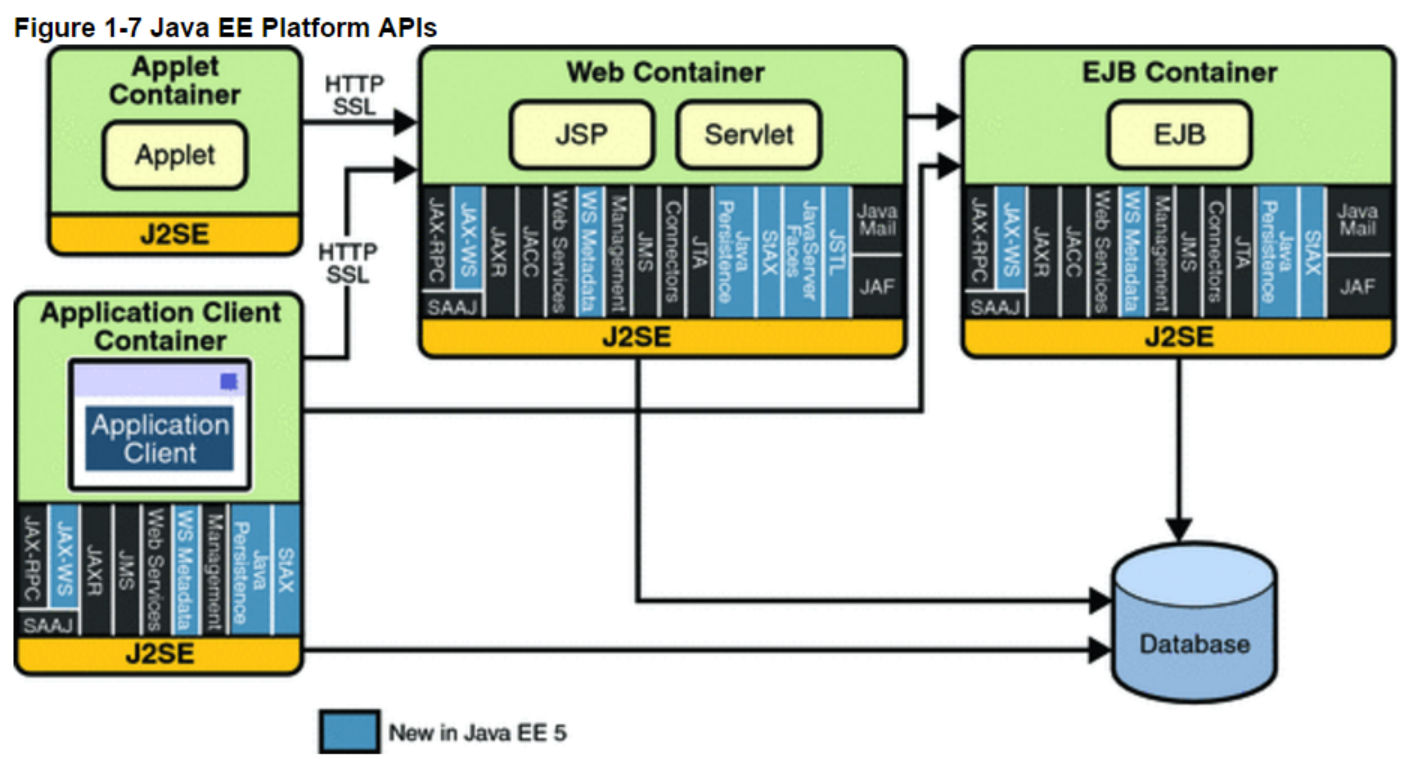 Figure 1-7 Java EE Platform APIs
Applet
Container
Applet
J2SE
HTTP
SSL
HTTP
SSL
Web Container
JSP
Servlet
JAX-RPC
JAX-WS
SAAJ
JAXR
JACC
Web Services
WS Metadata
Management
JMS
Connectors
JTA
Java
Persistence
StAX
JavaServer
Faces
JSTL
Java
Mail
JAF
J2SE
EJB Container
EJB
JAX-RPC
JAX-WS
SAAJ
JAXR
JACC
Web Services
WS Metadata
Management
JMS
Connectors
JTA
Java
Persistence
StAX
Java
Mail
JAF
J2SE
Application Client
Container
Application
Client
JAX-RPC
JAX-WS
SAAJ
JAXR
JMS
Web Services
WS Metadata
Management
Java
Persistence
StAX
J2SE
Database
New in Java EE 5